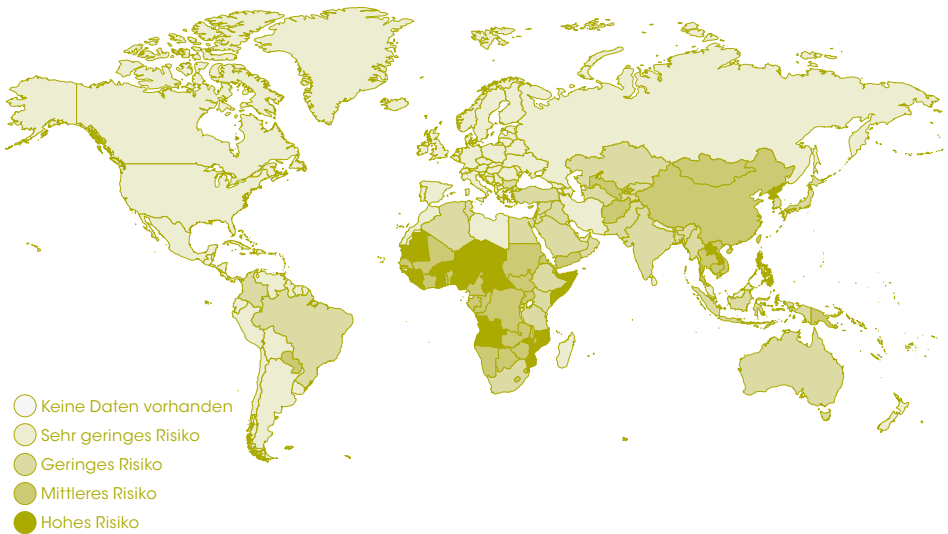 Keine Daten vorhanden
Sehr geringes Risiko
Geringes Risiko
Mittleres Risiko
Hohes Risiko